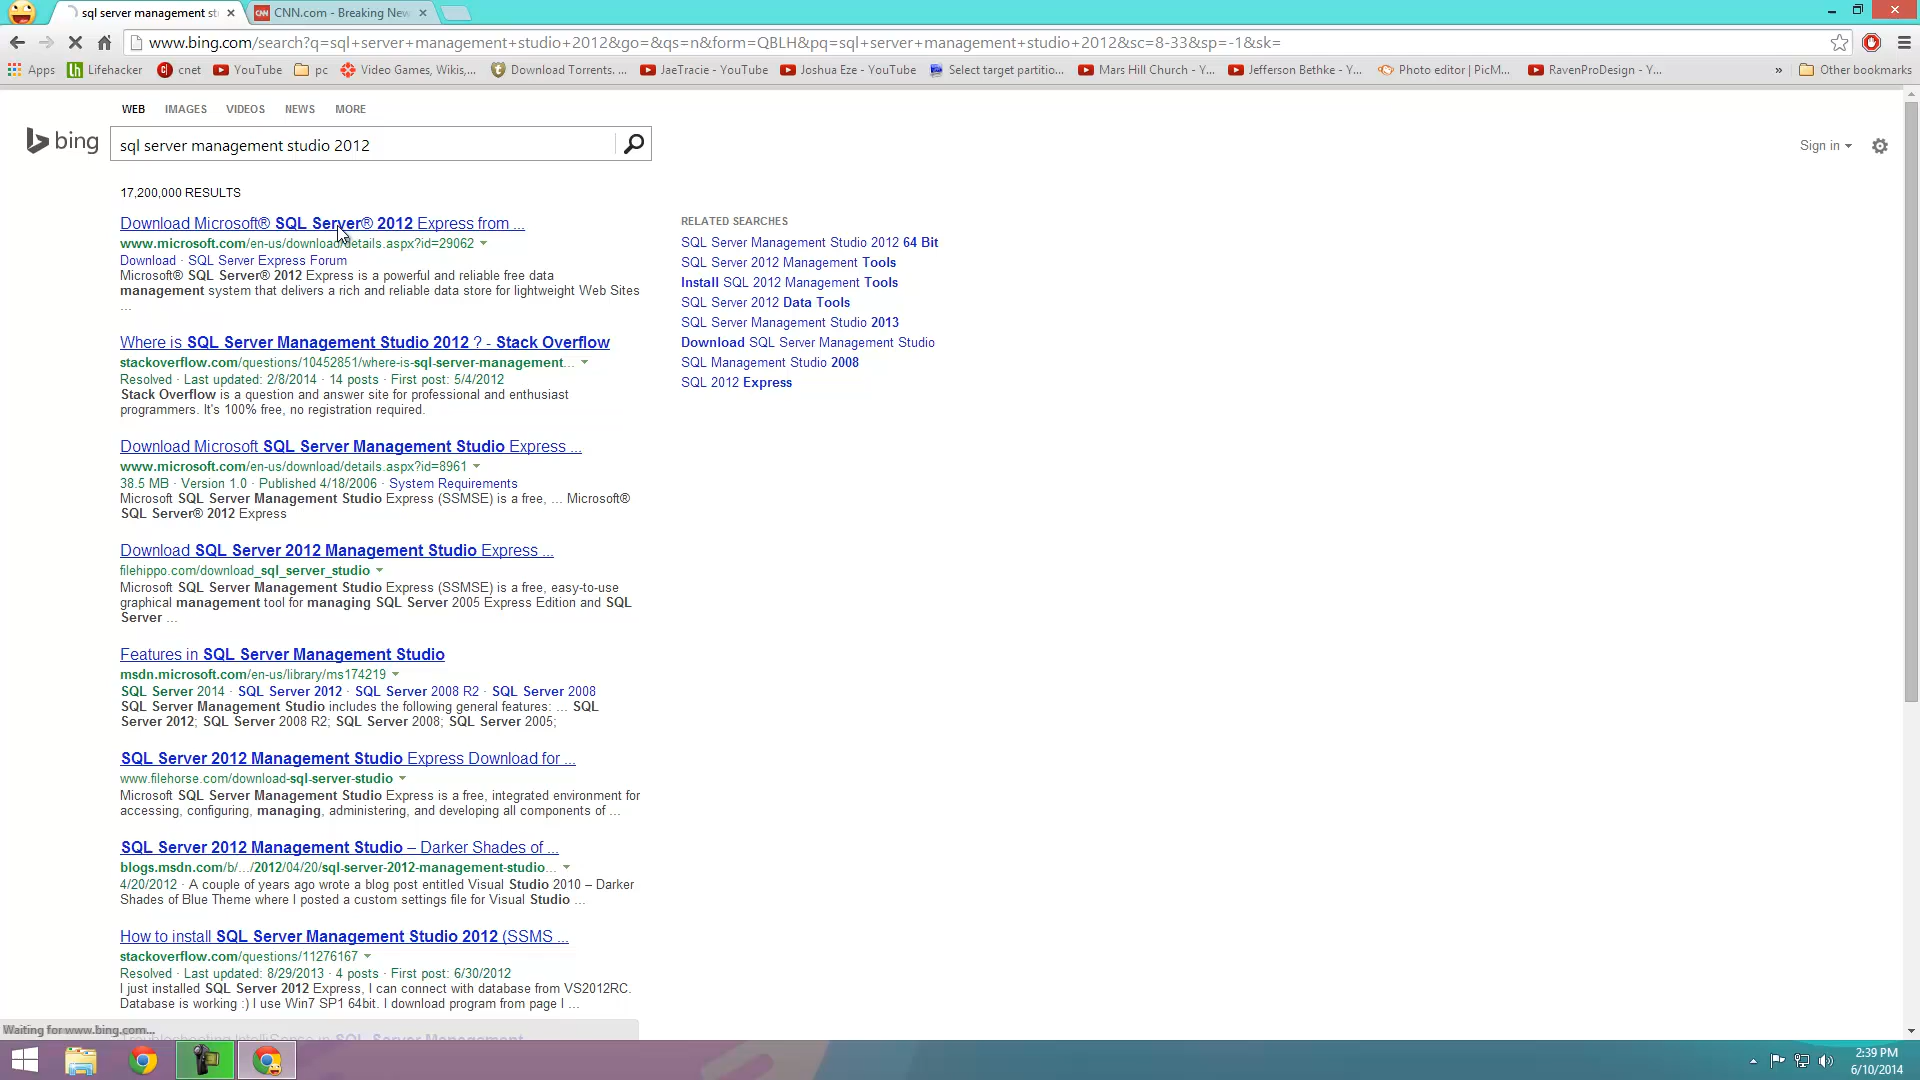 sql server management st
CNN.com - Breaking New
www.bing.com/search?q=sql+server+management+studio+2012&go=&qs=n&form=QBLH&pq=sql+server+management+studio+2012&sc=8-33&sp=-1&sk=
Apps Lifehacker cnet YouTube pc Video Games, Wikis,... Download Torrents. ... JaeTracie - YouTube Joshua Eze - YouTube Select target partitio... Mars Hill Church - Y... Jefferson Bethke - Y... Photo editor | PicM... RavenProDesign - Y... » Other bookmarks
WEB IMAGES VIDEOS NEWS MORE
bing
sql server management studio 2012
Sign in
17,200,000 RESULTS
Download Microsoft® SQL Server® 2012 Express from ...
www.microsoft.com/en-us/download/details.aspx?id=29062
Download · SQL Server Express Forum
Microsoft® SQL Server® 2012 Express is a powerful and reliable free data
management system that delivers a rich and reliable data store for lightweight Web Sites
...
Where is SQL Server Management Studio 2012 ? - Stack Overflow
stackoverflow.com/questions/10452851/where-is-sql-server-management...
Resolved · Last updated: 2/8/2014 · 14 posts · First post: 5/4/2012
Stack Overflow is a question and answer site for professional and enthusiast
programmers. It's 100% free, no registration required.
Download Microsoft SQL Server Management Studio Express ...
www.microsoft.com/en-us/download/details.aspx?id=8961
38.5 MB · Version 1.0 · Published 4/18/2006 · System Requirements
Microsoft SQL Server Management Studio Express (SSMSE) is a free, ... Microsoft®
SQL Server® 2012 Express
Download SQL Server 2012 Management Studio Express ...
filehippo.com/download_sql_server_studio
Microsoft SQL Server Management Studio Express (SSMSE) is a free, easy-to-use
graphical management tool for managing SQL Server 2005 Express Edition and SQL
Server ...
Features in SQL Server Management Studio
msdn.microsoft.com/en-us/library/ms174219
SQL Server 2014 · SQL Server 2012 · SQL Server 2008 R2 · SQL Server 2008
SQL Server Management Studio includes the following general features: ... SQL
Server 2012; SQL Server 2008 R2; SQL Server 2008; SQL Server 2005;
SQL Server 2012 Management Studio Express Download for ...
www.filehorse.com/download-sql-server-studio
Microsoft SQL Server Management Studio Express is a free, integrated environment for
accessing, configuring, managing, administering, and developing all components of ...
SQL Server 2012 Management Studio – Darker Shades of ...
blogs.msdn.com/b/.../2012/04/20/sql-server-2012-management-studio...
4/20/2012 · A couple of years ago wrote a blog post entitled Visual Studio 2010 – Darker
Shades of Blue Theme where I posted a custom settings file for Visual Studio ...
How to install SQL Server Management Studio 2012 (SSMS ...
stackoverflow.com/questions/11276167
Resolved · Last updated: 8/29/2013 · 4 posts · First post: 6/30/2012
I just installed SQL Server 2012 Express, I can connect with database from VS2012RC.
Database is working :) I use Win7 SP1 64bit. I download program from page I ...
Troubleshooting IntelliSense in SQL Server Management
RELATED SEARCHES
SQL Server Management Studio 2012 64 Bit
SQL Server 2012 Management Tools
Install SQL 2012 Management Tools
SQL Server 2012 Data Tools
SQL Server Management Studio 2013
Download SQL Server Management Studio
SQL Management Studio 2008
SQL 2012 Express
Waiting for www.bing.com...
2:39 PM
6/10/2014